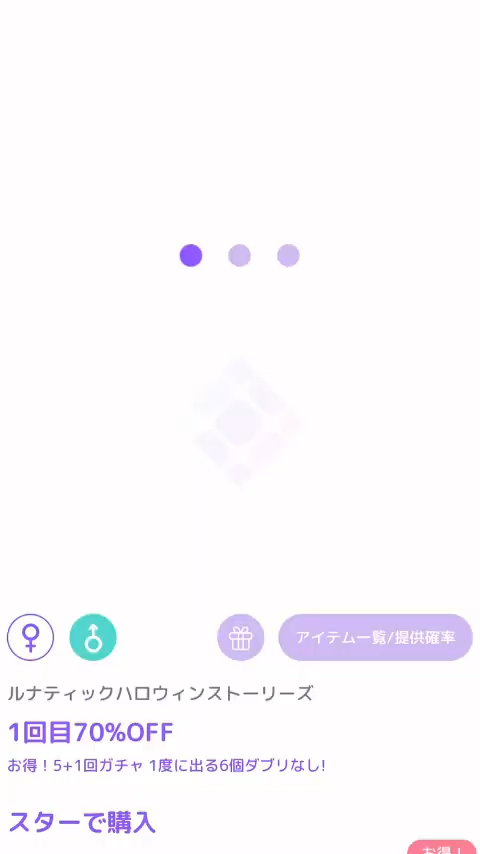 アイテム一覧/提供確率
ルナティックハロウィンストーリーズ
1回目70%OFF
お得！5+1回ガチャ 1度に出る6個ダブりなし!
スターで購入
お得！